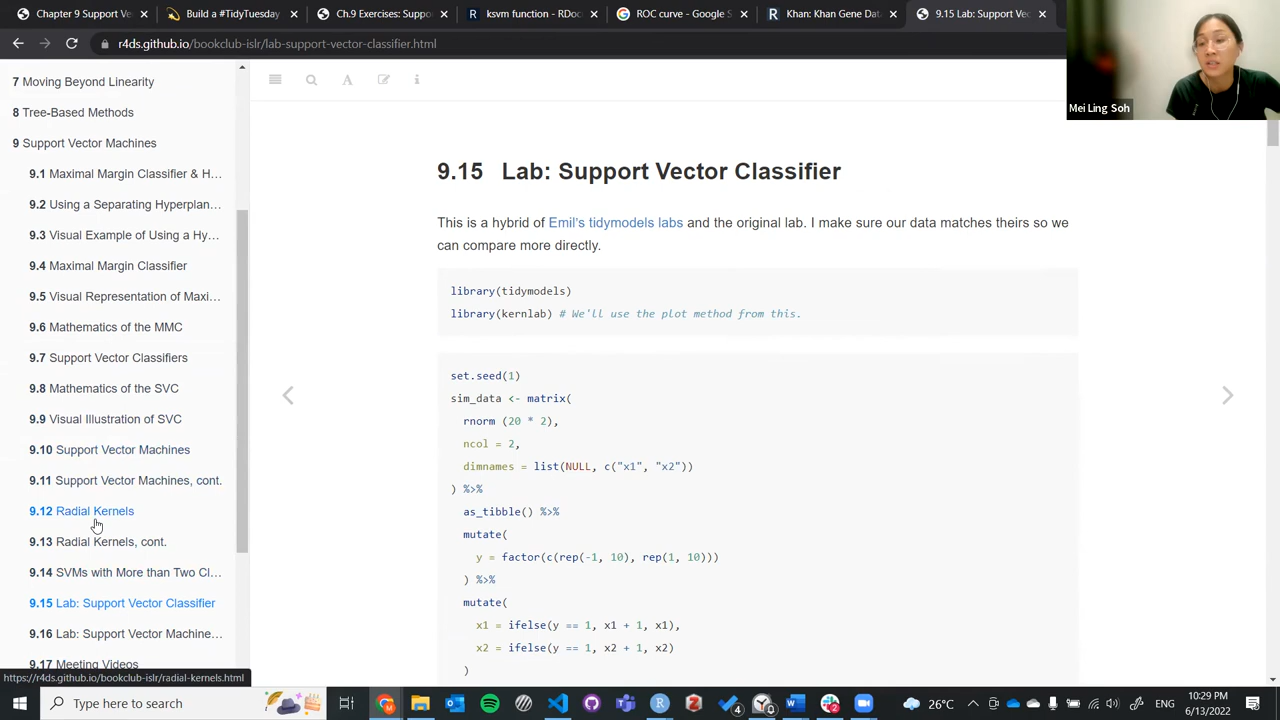 and
Building a #TidyTuesday
Ch.9 Exercises: Suppo
ksvm function - RDoc
ROC curve - Google S
Khan: Khan Gene Dat
9.15 Lab: Support Vec
r4ds.github.io/bookclub-islr/lab-support-vector-classifier.html
Mei Ling Soh
7 Moving Beyond Linearity
8 Tree-Based Methods
9 Support Vector Machines
9.1 Maximal Margin Classifier & H...
9.2 Using a Separating Hyperplan...
9.3 Visual Example of Using a Hy...
9.4 Maximal Margin Classifier
9.5 Visual Representation of Maxi...
9.6 Mathematics of the MMC
9.7 Support Vector Classifiers
9.8 Mathematics of the SVC
9.9 Visual Illustration of SVC
9.10 Support Vector Machines
9.11 Support Vector Machines, cont.
9.12 Radial Kernels
9.13 Radial Kernels, cont.
9.14 SVMs with More than Two Cl...
9.15 Lab: Support Vector Classifier
9.16 Lab: Support Vector Machine...
9.17 Meeting Videos
https://r4ds.github.io/bookclub-islr/radial-kernels.html
9.15 Lab: Support Vector Classifier
This is a hybrid of Emil's tidymodels labs and the original lab. I make sure our data matches theirs so we
can compare more directly.
library(tidymodels)
library(kernlab) # We'll use the plot method from this.
set.seed(1)
sim_data <- matrix(
rnorm (20 * 2),
ncol = 2,
dimnames = list(NULL, c("x1", "x2"))
) %>%
as_tibble() %>%
mutate(
y = factor(c(rep(-1, 10), rep(1, 10)))
) %>%
mutate(
x1 = ifelse(y == 1, x1 + 1, x1),
x2 = ifelse(y == 1, x2 + 1, x2)
)
Type here to search
26°C
ENG
10:29 PM
6/13/2022